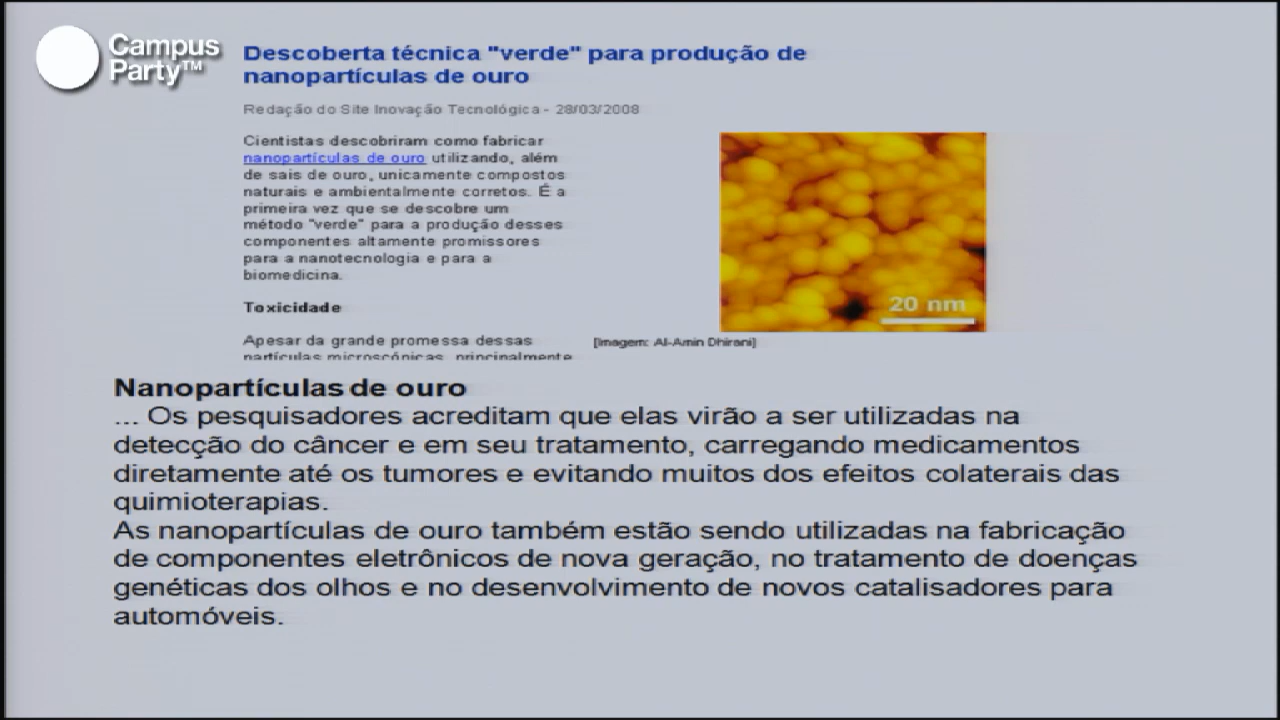 Campus
Party™
Descoberta técnica "verde" para produção de
nanopartículas de ouro
Redação do Site Inovação Tecnológica - 28/03/2008
Cientistas descobriram como fabricar
nanopartículas de ouro utilizando, além
de sais de ouro, unicamente compostos
naturais e ambientalmente corretos. É a
primeira vez que se descobre um
método "verde" para a produção desses
componentes altamente promissores
para a nanotecnologia e para a
biomedicina.
20 nm
Toxicidade
Apesar da grande promessa dessas
[Imagem: Al-Amin Dhirani]
partículas microscópicas, principalmente
Nanopartículas de ouro
... Os pesquisadores acreditam que elas virão a ser utilizadas na
detecção do câncer e em seu tratamento, carregando medicamentos
diretamente até os tumores e evitando muitos dos efeitos colaterais das
quimioterapias.
As nanopartículas de ouro também estão sendo utilizadas na fabricação
de componentes eletrônicos de nova geração, no tratamento de doenças
genéticas dos olhos e no desenvolvimento de novos catalisadores para
automóveis.